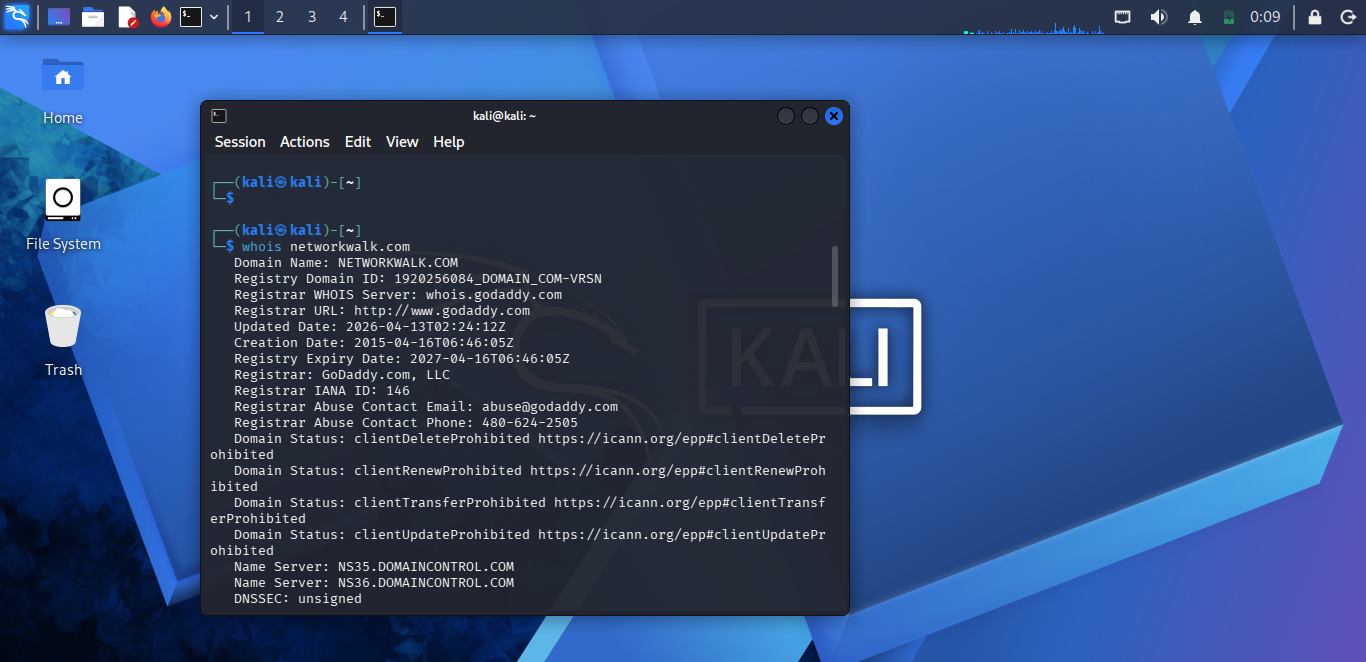 1 2 3 4 0:09
Home
File System
Trash
kali@kali: ~
Session Actions Edit View Help
┌──(kali㉿kali)-[~]
└─$
┌──(kali㉿kali)-[~]
└─$ whois networkwalk.com
Domain Name: NETWORKWALK.COM
Registry Domain ID: 1920256084_DOMAIN_COM-VRSN
Registrar WHOIS Server: whois.godaddy.com
Registrar URL: http://www.godaddy.com
Updated Date: 2026-04-13T02:24:12Z
Creation Date: 2015-04-16T06:46:05Z
Registry Expiry Date: 2027-04-16T06:46:05Z
Registrar: GoDaddy.com, LLC
Registrar IANA ID: 146
Registrar Abuse Contact Email: abuse@godaddy.com
Registrar Abuse Contact Phone: 480-624-2505
Domain Status: clientDeleteProhibited https://icann.org/epp#clientDeletePr
ohibited
Domain Status: clientRenewProhibited https://icann.org/epp#clientRenewProh
ibited
Domain Status: clientTransferProhibited https://icann.org/epp#clientTransf
erProhibited
Domain Status: clientUpdateProhibited https://icann.org/epp#clientUpdatePr
ohibited
Name Server: NS35.DOMAINCONTROL.COM
Name Server: NS36.DOMAINCONTROL.COM
DNSSEC: unsigned
KALI